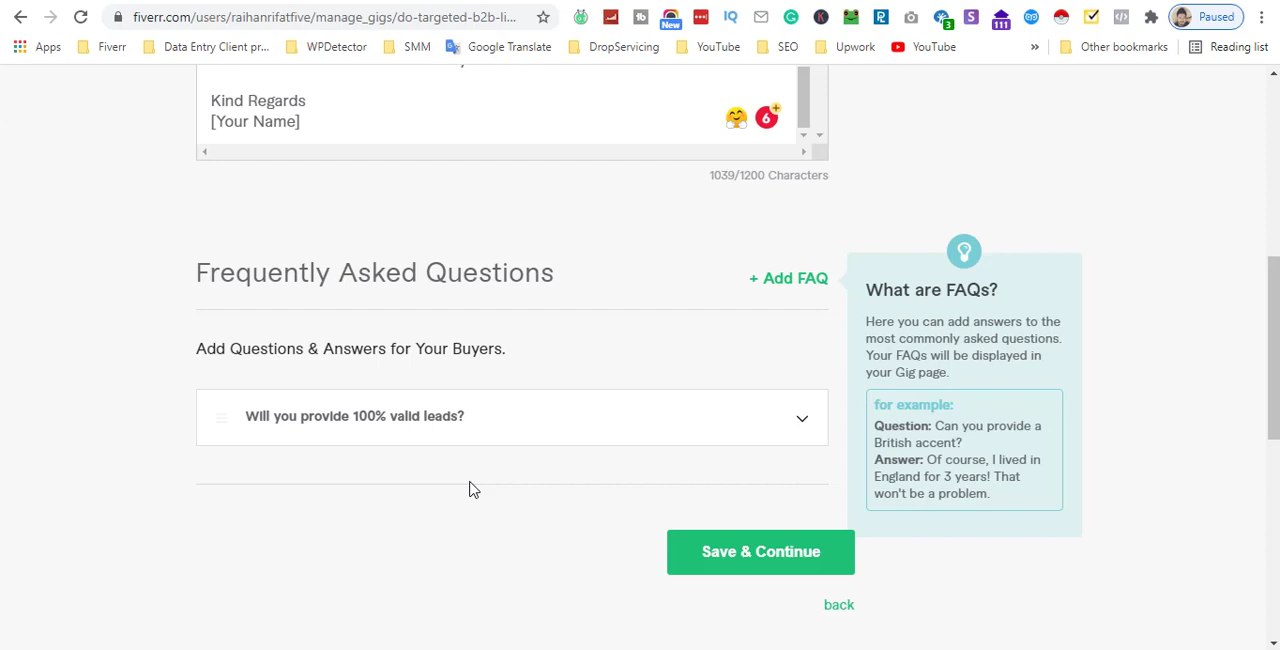 fiverr.com/users/raihanrifatfive/manage_gigs/do-targeted-b2b-li...
Paused
Apps Fiverr Data Entry Client pr... WPDetector SMM Google Translate DropServicing YouTube SEO Upwork YouTube » Other bookmarks Reading list
Kind Regards
[Your Name]
6
1039/1200 Characters
Frequently Asked Questions
+ Add FAQ
Add Questions & Answers for Your Buyers.
Will you provide 100% valid leads?
What are FAQs?
Here you can add answers to the
most commonly asked questions.
Your FAQs will be displayed in
your Gig page.
for example:
Question: Can you provide a
British accent?
Answer: Of course, I lived in
England for 3 years! That
won't be a problem.
Save & Continue
back